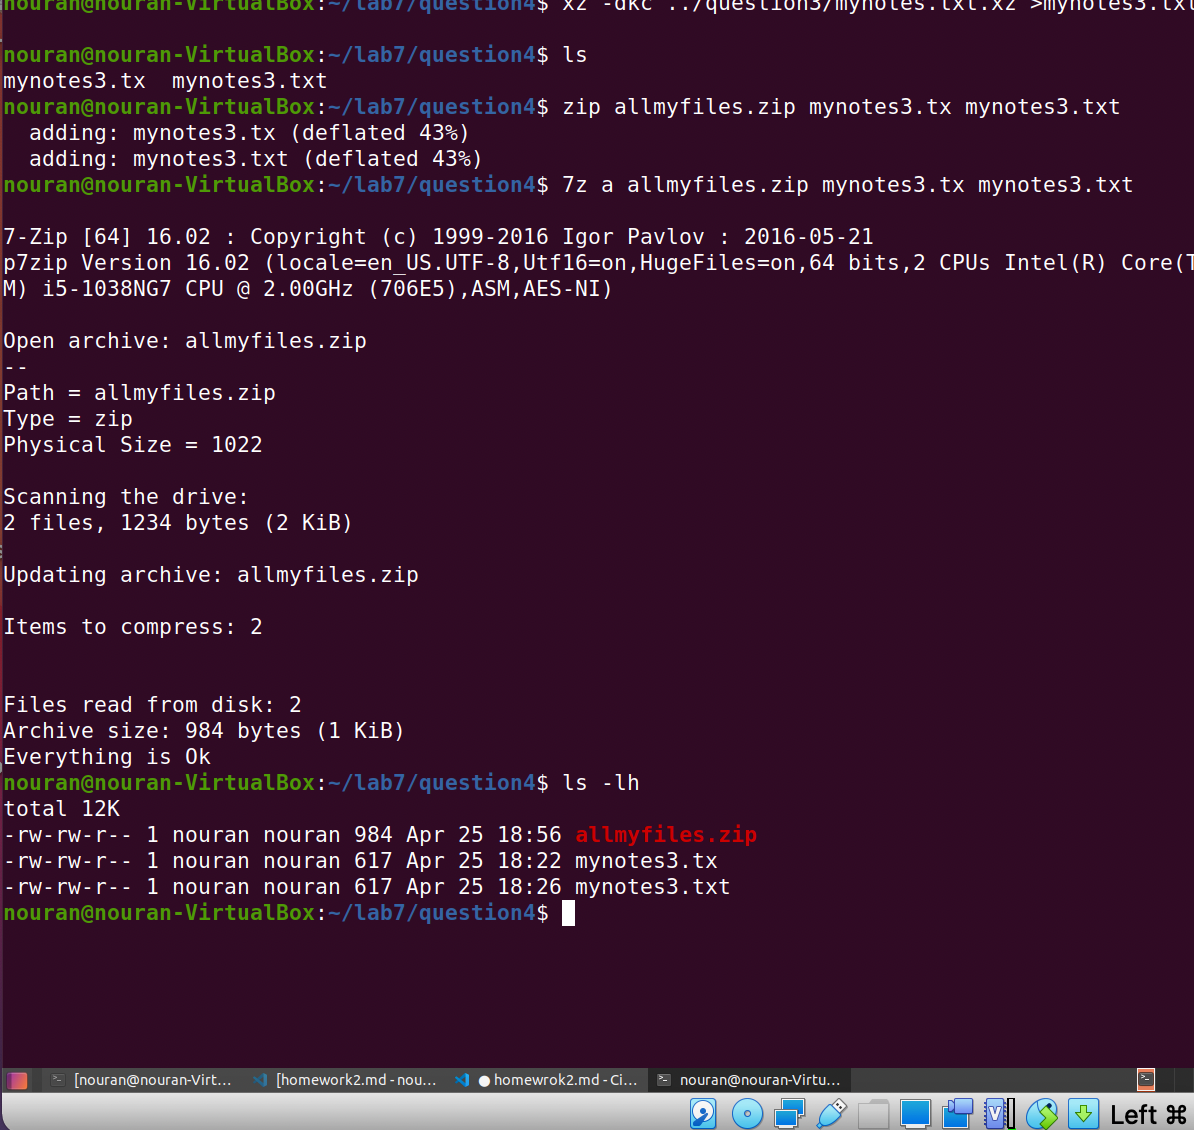 nouran@nouran-VirtualBox:~/lab7/question4$ xz -dkc ../question3/mynotes.txt.xz >mynotes3.txt
nouran@nouran-VirtualBox:~/lab7/question4$ ls
mynotes3.tx  mynotes3.txt
nouran@nouran-VirtualBox:~/lab7/question4$ zip allmyfiles.zip mynotes3.tx mynotes3.txt
  adding: mynotes3.tx (deflated 43%)
  adding: mynotes3.txt (deflated 43%)
nouran@nouran-VirtualBox:~/lab7/question4$ 7z a allmyfiles.zip mynotes3.tx mynotes3.txt
7-Zip [64] 16.02 : Copyright (c) 1999-2016 Igor Pavlov : 2016-05-21
p7zip Version 16.02 (locale=en_US.UTF-8,Utf16=on,HugeFiles=on,64 bits,2 CPUs Intel(R) Core(T
M) i5-1038NG7 CPU @ 2.00GHz (706E5),ASM,AES-NI)
Open archive: allmyfiles.zip
--
Path = allmyfiles.zip
Type = zip
Physical Size = 1022
Scanning the drive:
2 files, 1234 bytes (2 KiB)
Updating archive: allmyfiles.zip
Items to compress: 2
Files read from disk: 2
Archive size: 984 bytes (1 KiB)
Everything is Ok
nouran@nouran-VirtualBox:~/lab7/question4$ ls -lh
total 12K
-rw-rw-r-- 1 nouran nouran 984 Apr 25 18:56 allmyfiles.zip
-rw-rw-r-- 1 nouran nouran 617 Apr 25 18:22 mynotes3.tx
-rw-rw-r-- 1 nouran nouran 617 Apr 25 18:26 mynotes3.txt
nouran@nouran-VirtualBox:~/lab7/question4$
[nouran@nouran-Virt... [homework2.md - nou... ● homewrok2.md - Ci... nouran@nouran-Virtu...
Left ⌘